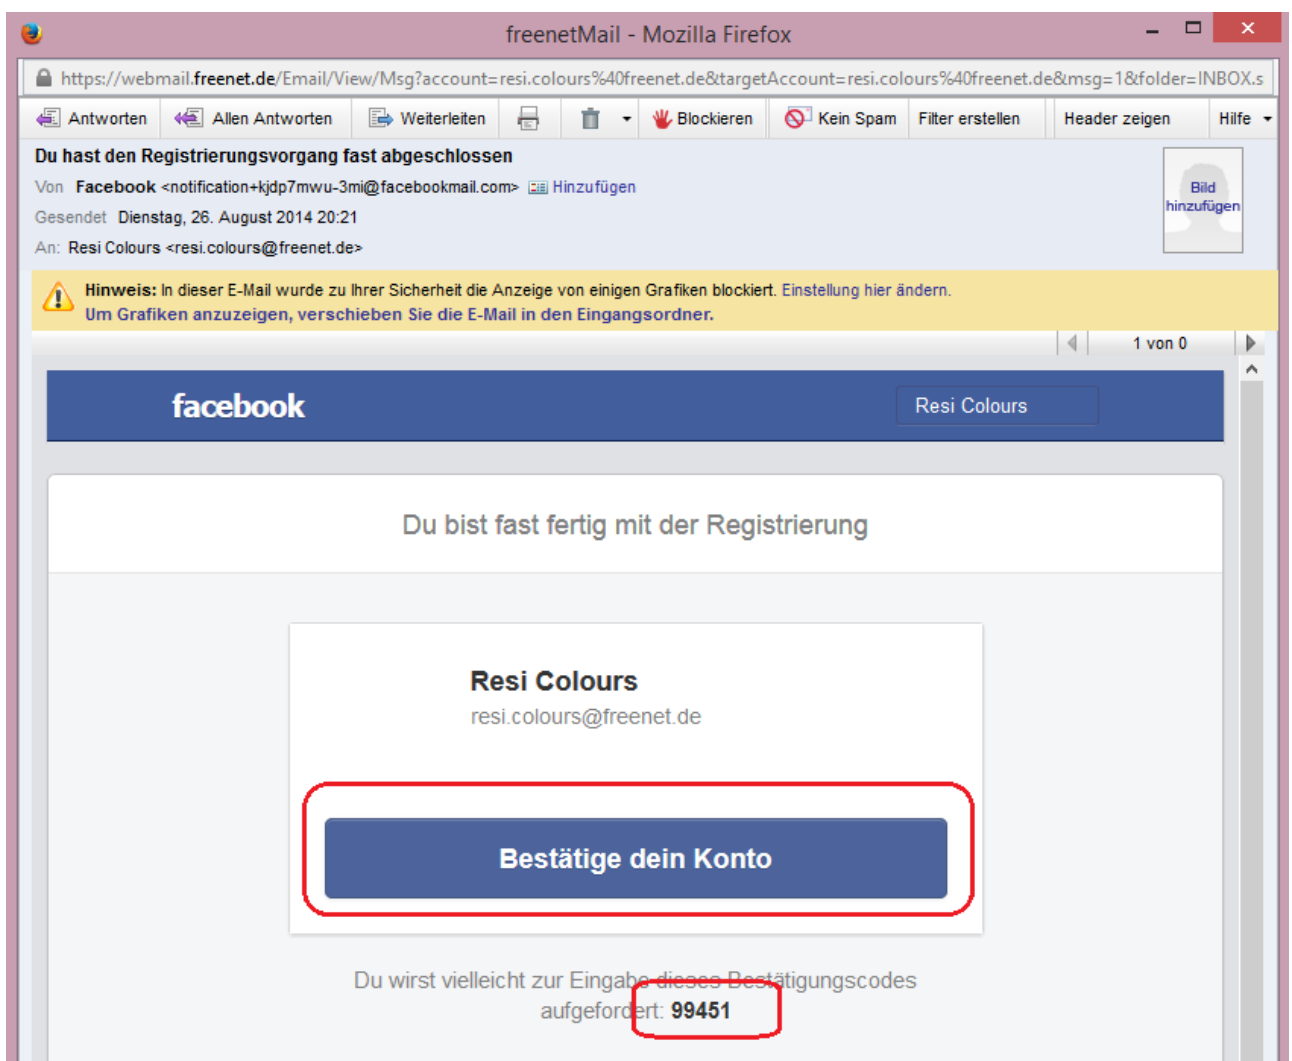 freenetMail - Mozilla Firefox
https://webmail.freenet.de/Email/View/Msg?account=resi.colours%40freenet.de&targetAccount=resi.colours%40freenet.de&msg=1&folder=INBOX.s
Antworten Allen Antworten Weiterleiten Blockieren Kein Spam Filter erstellen Header zeigen Hilfe
Du hast den Registrierungsvorgang fast abgeschlossen
Von Facebook <notification+kjdp7mwu-3mi@facebookmail.com> Hinzufügen
Gesendet Dienstag, 26. August 2014 20:21
An: Resi Colours <resi.colours@freenet.de>
Bild
hinzufügen
Hinweis: In dieser E-Mail wurde zu Ihrer Sicherheit die Anzeige von einigen Grafiken blockiert. Einstellung hier ändern.
Um Grafiken anzuzeigen, verschieben Sie die E-Mail in den Eingangsordner.
1 von 0
facebook Resi Colours
Du bist fast fertig mit der Registrierung
Resi Colours
resi.colours@freenet.de
Bestätige dein Konto
Du wirst vielleicht zur Eingabe dieses Bestätigungscodes
aufgefordert: 99451